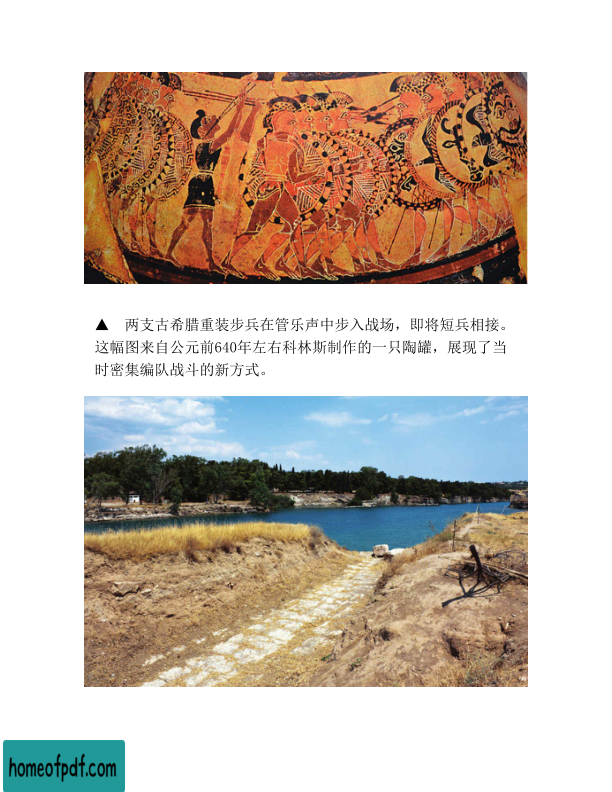 ▲ 两支古希腊重装步兵在管乐声中步入战场，即将短兵相接。
这幅图来自公元前640年左右科林斯制作的一只陶罐，展现了当
时密集编队战斗的新方式。
homeofpdf.com